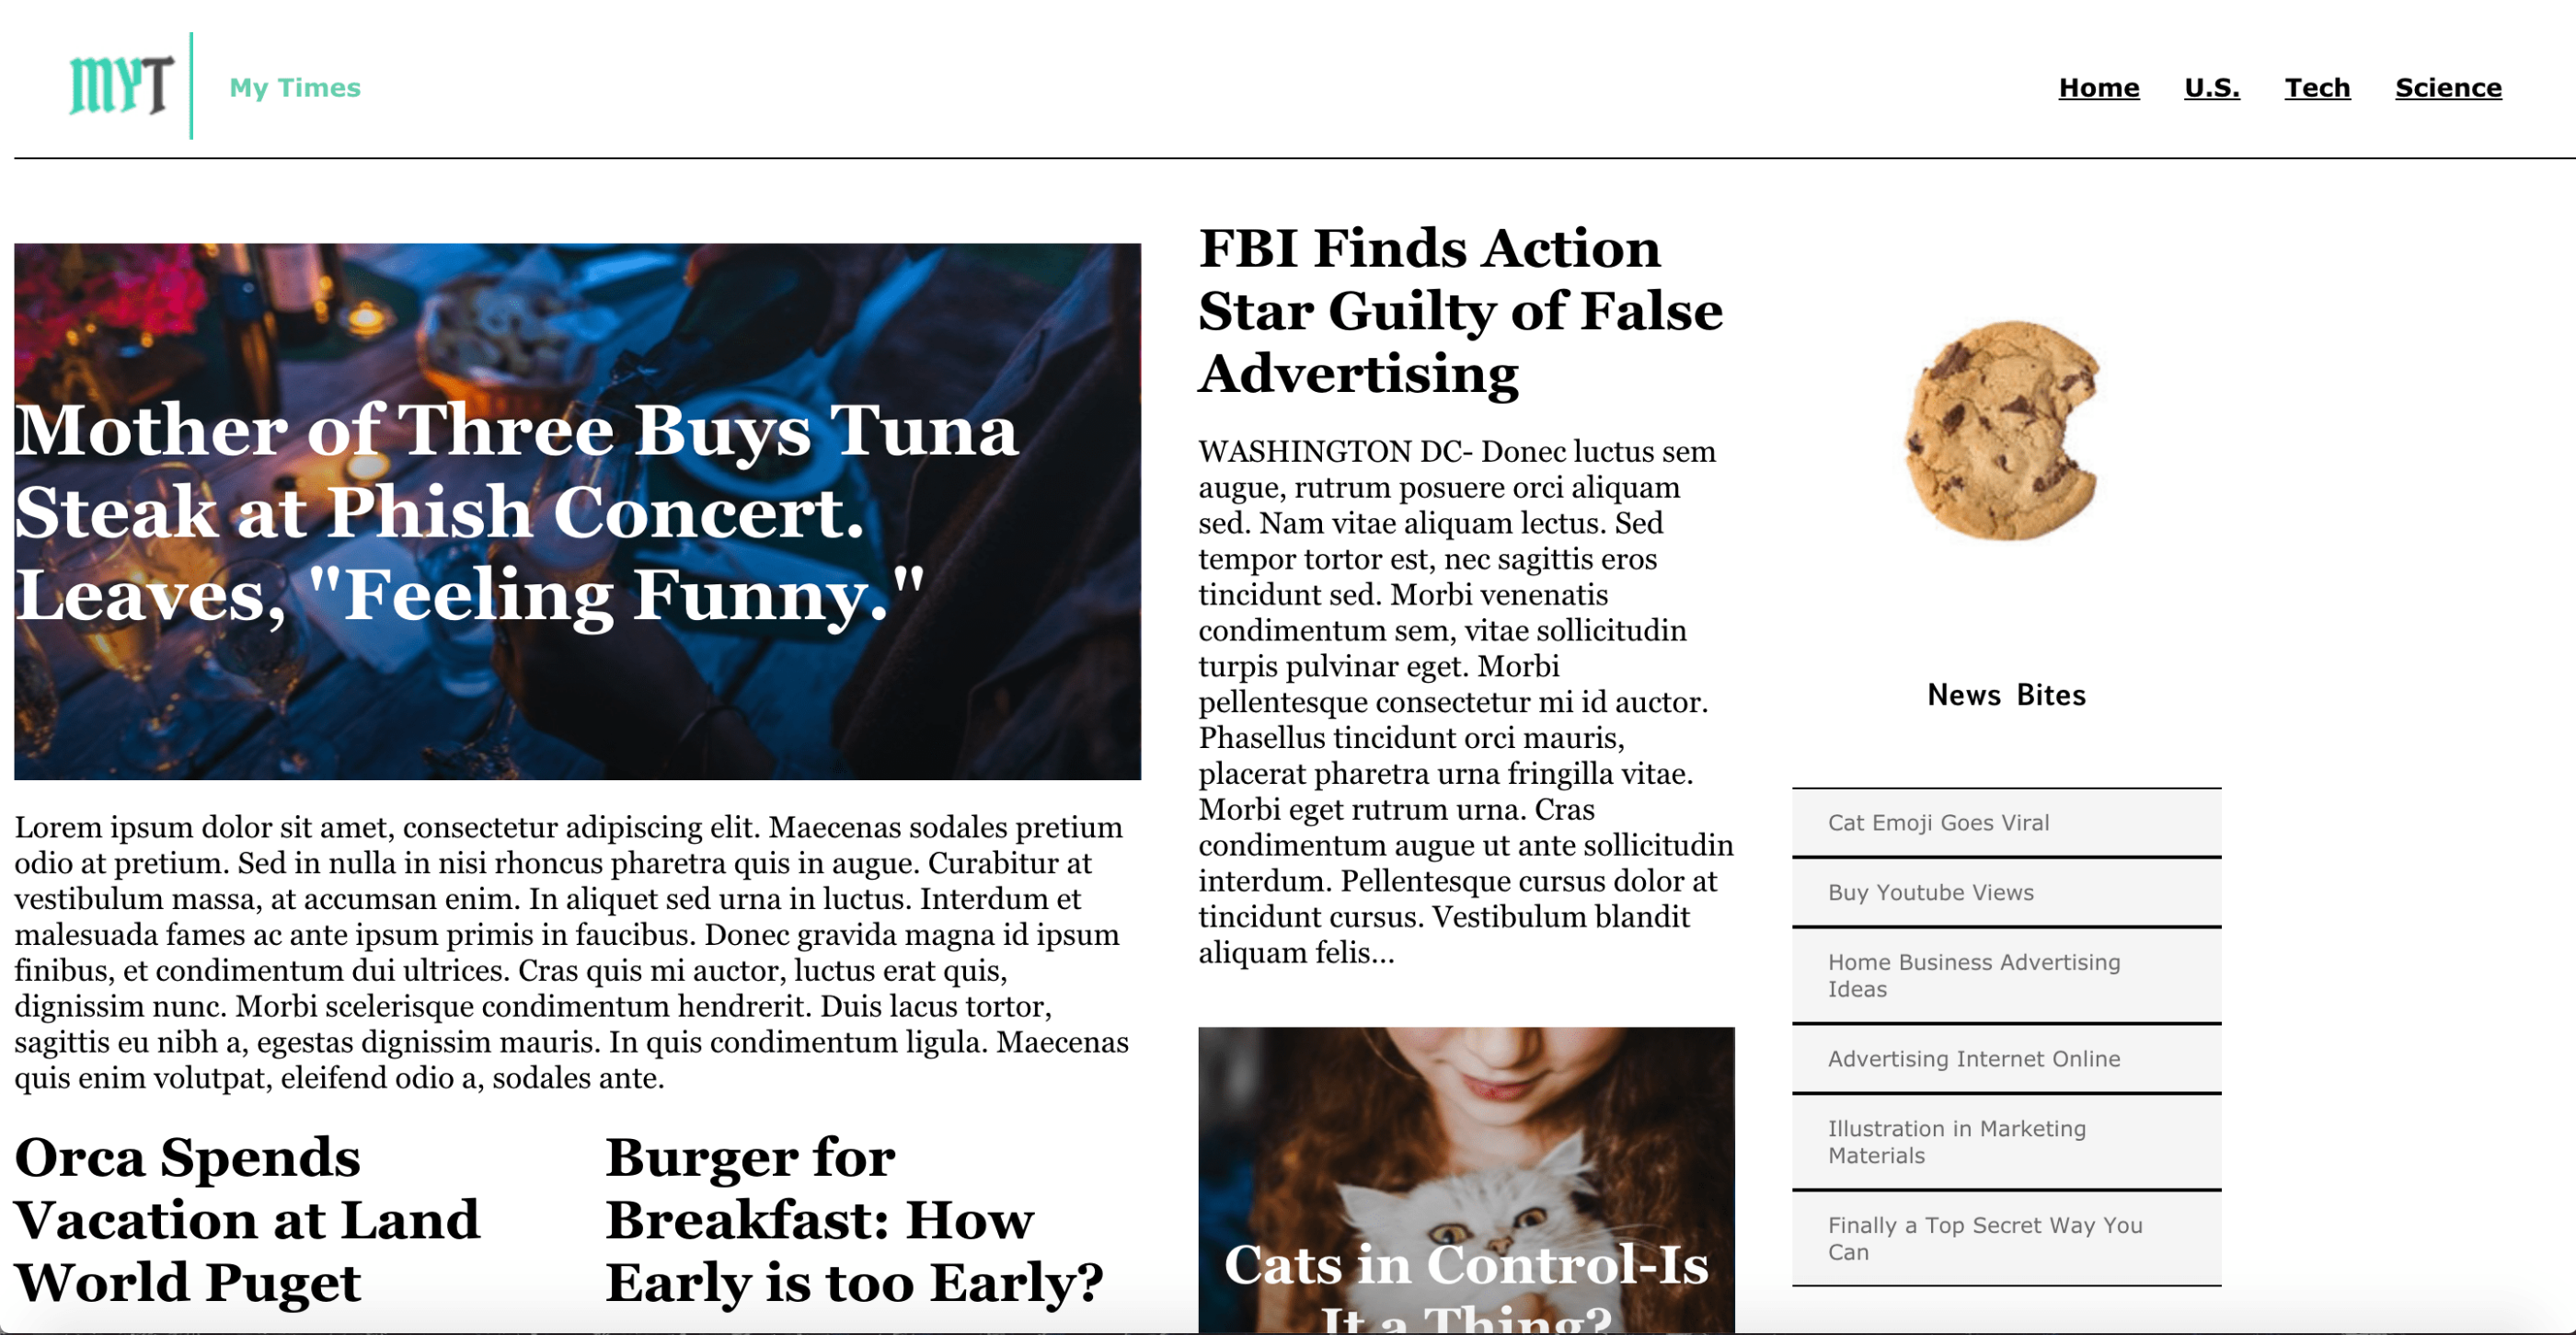 MYT
My Times
Home
U.S.
Tech
Science
Mother of Three Buys Tuna
Steak at Phish Concert.
Leaves, "Feeling Funny."
Lorem ipsum dolor sit amet, consectetur adipiscing elit. Maecenas sodales pretium
odio at pretium. Sed in nulla in nisi rhoncus pharetra quis in augue. Curabitur at
vestibulum massa, at accumsan enim. In aliquet sed urna in luctus. Interdum et
malesuada fames ac ante ipsum primis in faucibus. Donec gravida magna id ipsum
finibus, et condimentum dui ultrices. Cras quis mi auctor, luctus erat quis,
dignissim nunc. Morbi scelerisque condimentum hendrerit. Duis lacus tortor,
sagittis eu nibh a, egestas dignissim mauris. In quis condimentum ligula. Maecenas
quis enim volutpat, eleifend odio a, sodales ante.
Orca Spends
Vacation at Land
World Puget
Burger for
Breakfast: How
Early is too Early?
FBI Finds Action
Star Guilty of False
Advertising
WASHINGTON DC- Donec luctus sem
augue, rutrum posuere orci aliquam
sed. Nam vitae aliquam lectus. Sed
tempor tortor est, nec sagittis eros
tincidunt sed. Morbi venenatis
condimentum sem, vitae sollicitudin
turpis pulvinar eget. Morbi
pellentesque consectetur mi id auctor.
Phasellus tincidunt orci mauris,
placerat pharetra urna fringilla vitae.
Morbi eget rutrum urna. Cras
condimentum augue ut ante sollicitudin
interdum. Pellentesque cursus dolor at
tincidunt cursus. Vestibulum blandit
aliquam felis...
Cats in Control-Is
It a Thing?
News Bites
Cat Emoji Goes Viral
Buy Youtube Views
Home Business Advertising
Ideas
Advertising Internet Online
Illustration in Marketing
Materials
Finally a Top Secret Way You
Can